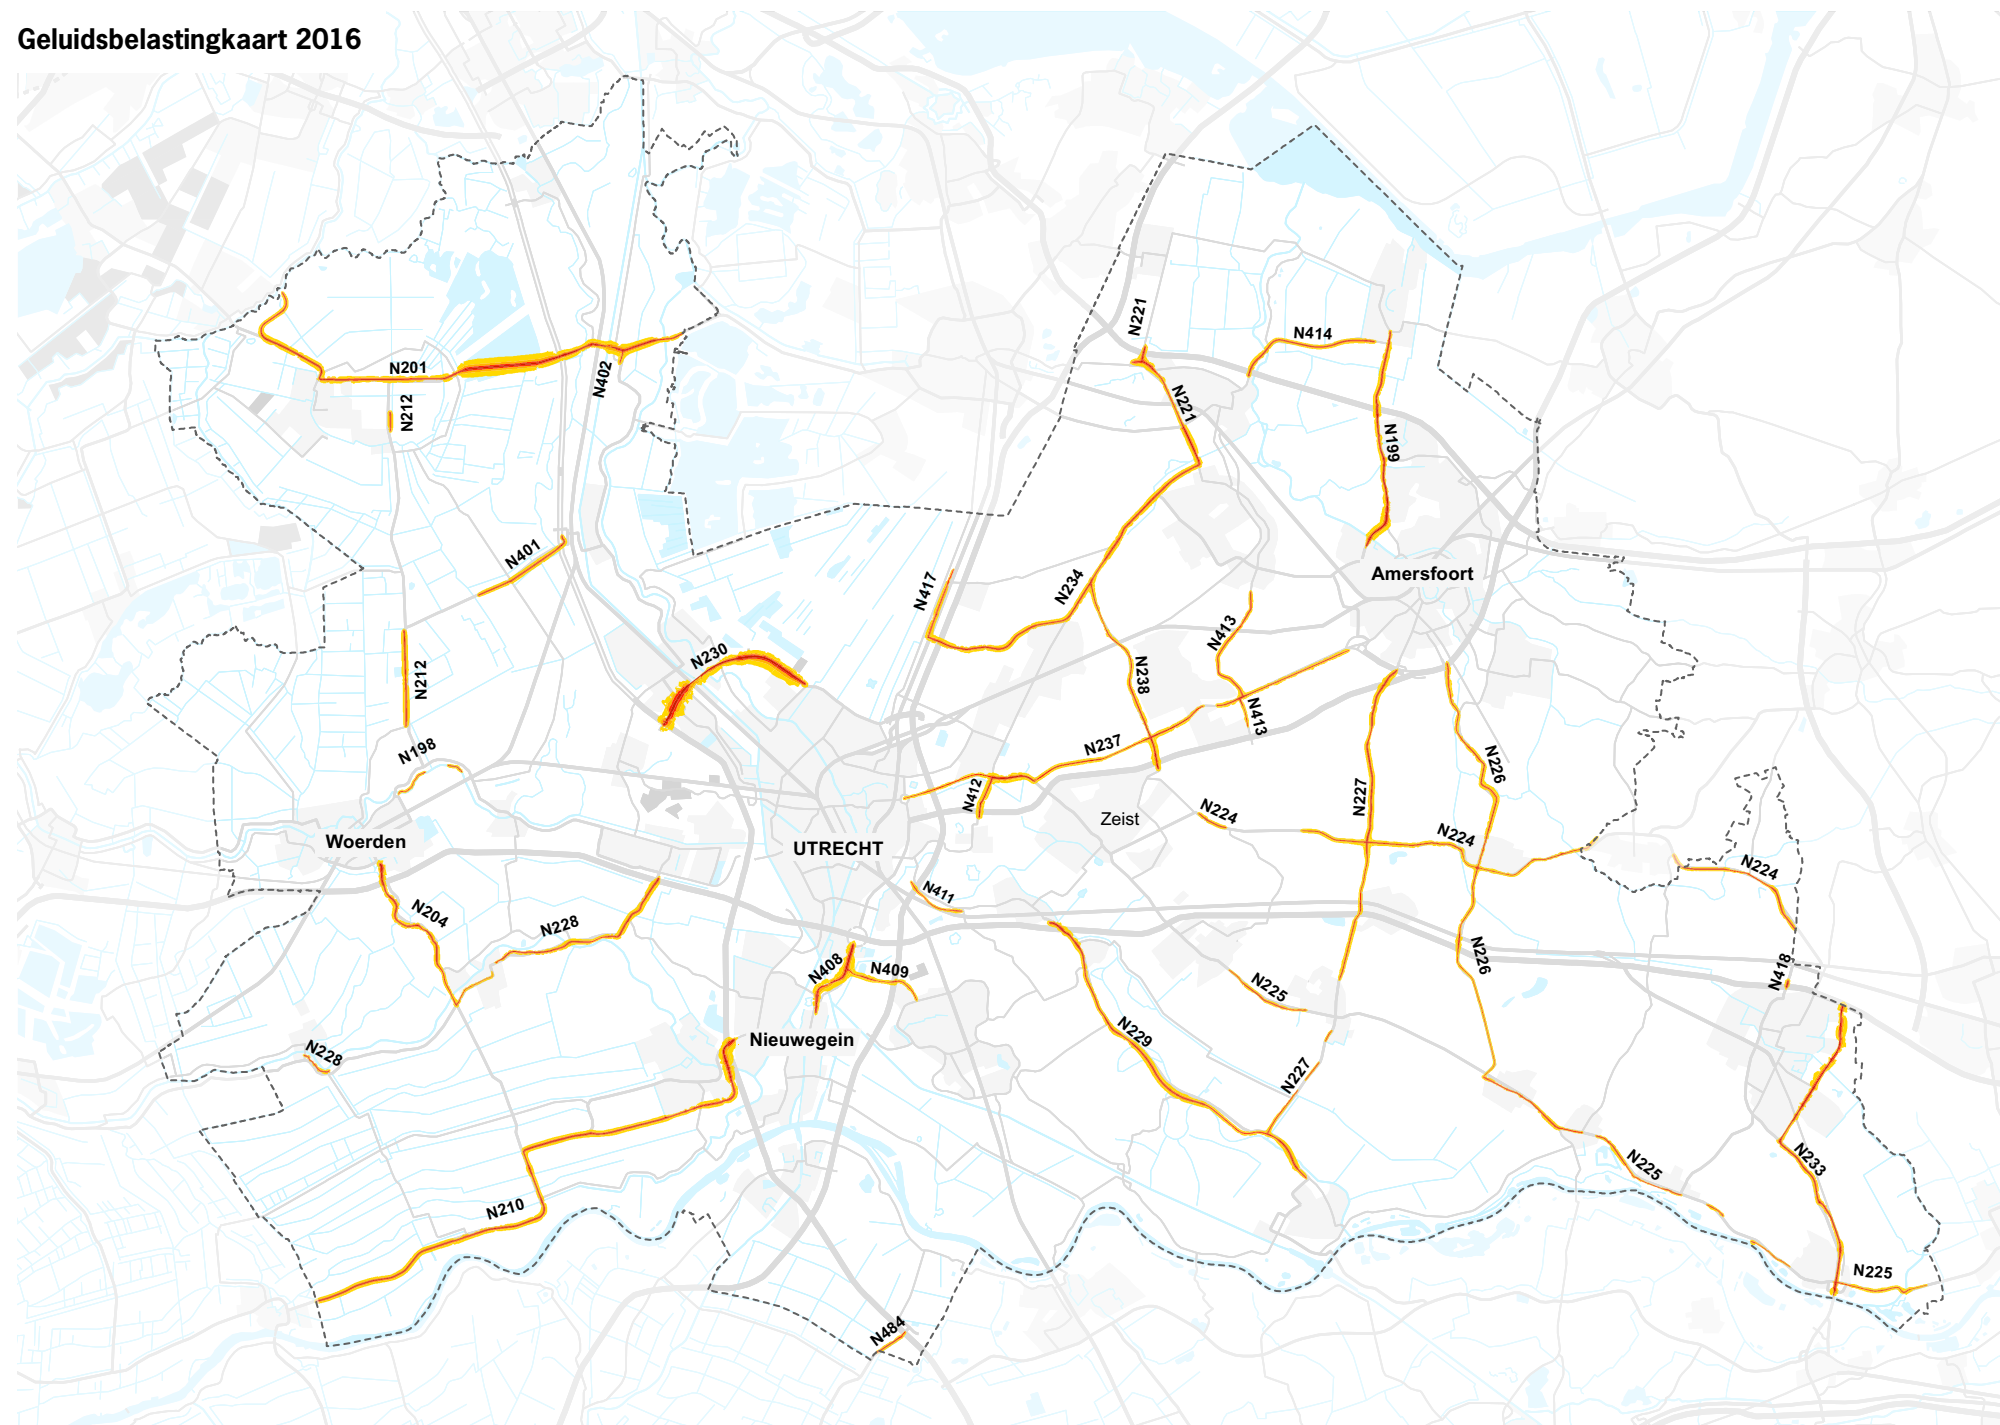 Geluidsbelastingkaart 2016
N221
N414
N201
N402
N221
N212
N199
N401
Amersfoort
N417
N234
N413
N230
N238
N212
N413
N198
N237
N226
N412
N227
N224
Zeist
N224
Woerden
UTRECHT
N224
N411
N204
N228
N408
N409
N226
N418
N225
N229
Nieuwegein
N228
N227
N233
N225
N210
N225
N484